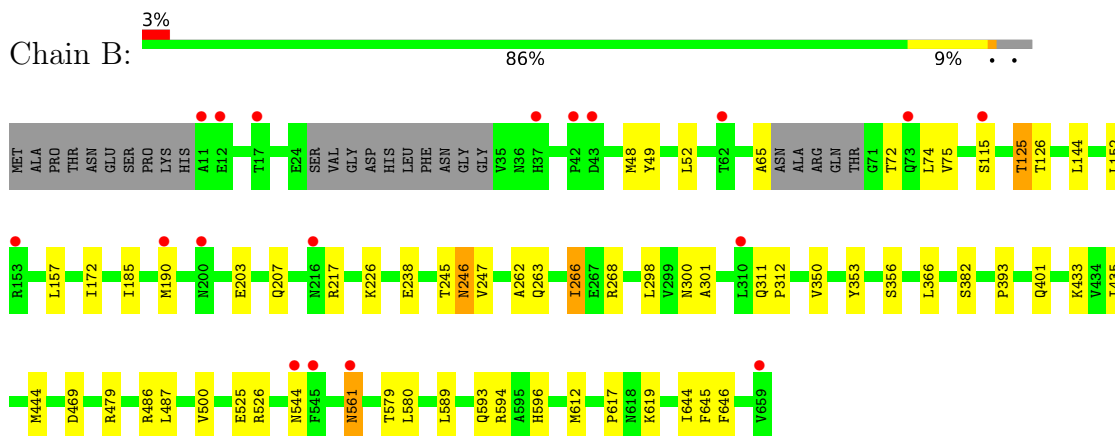 3%
Chain B:
86% 9% • •
MET ALA PRO THR ASN GLU SER PRO LYS HIS A11 E12 T17 E24 SER VAL GLY ASP HIS LEU PHE ASN GLY GLY V35 N36 H37 P42 D43 M48 Y49 L52 T62 A65 ASN ALA ARG GLN THR G71 T72 Q73 L74 V75 S115 T125 T126 L144 L152
R153 L157 I172 I185 M190 N200 E203 Q207 N216 R217 K226 E238 T245 N246 V247 A262 Q263 I266 E267 R268 L298 V299 N300 A301 L310 Q311 P312 V350 Y353 S356 L366 S382 P393 Q401 K433 V434 I435
M444 D469 R479 R486 L487 V500 E525 R526 N544 F545 N561 T579 L580 L589 Q593 R594 A595 H596 M612 P617 N618 K619 I644 F645 F646 V659